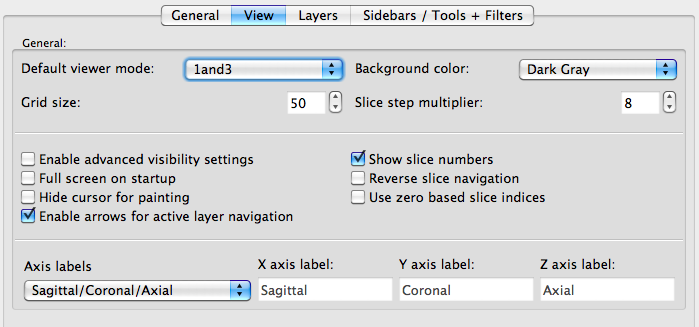 General View Layers Sidebars / Tools + Filters
General:
Default viewer mode: 1and3 Background color: Dark Gray
Grid size: 50 Slice step multiplier: 8
Enable advanced visibility settings Show slice numbers
Full screen on startup Reverse slice navigation
Hide cursor for painting Use zero based slice indices
Enable arrows for active layer navigation
Axis labels X axis label: Y axis label: Z axis label:
Sagittal/Coronal/Axial Sagittal Coronal Axial